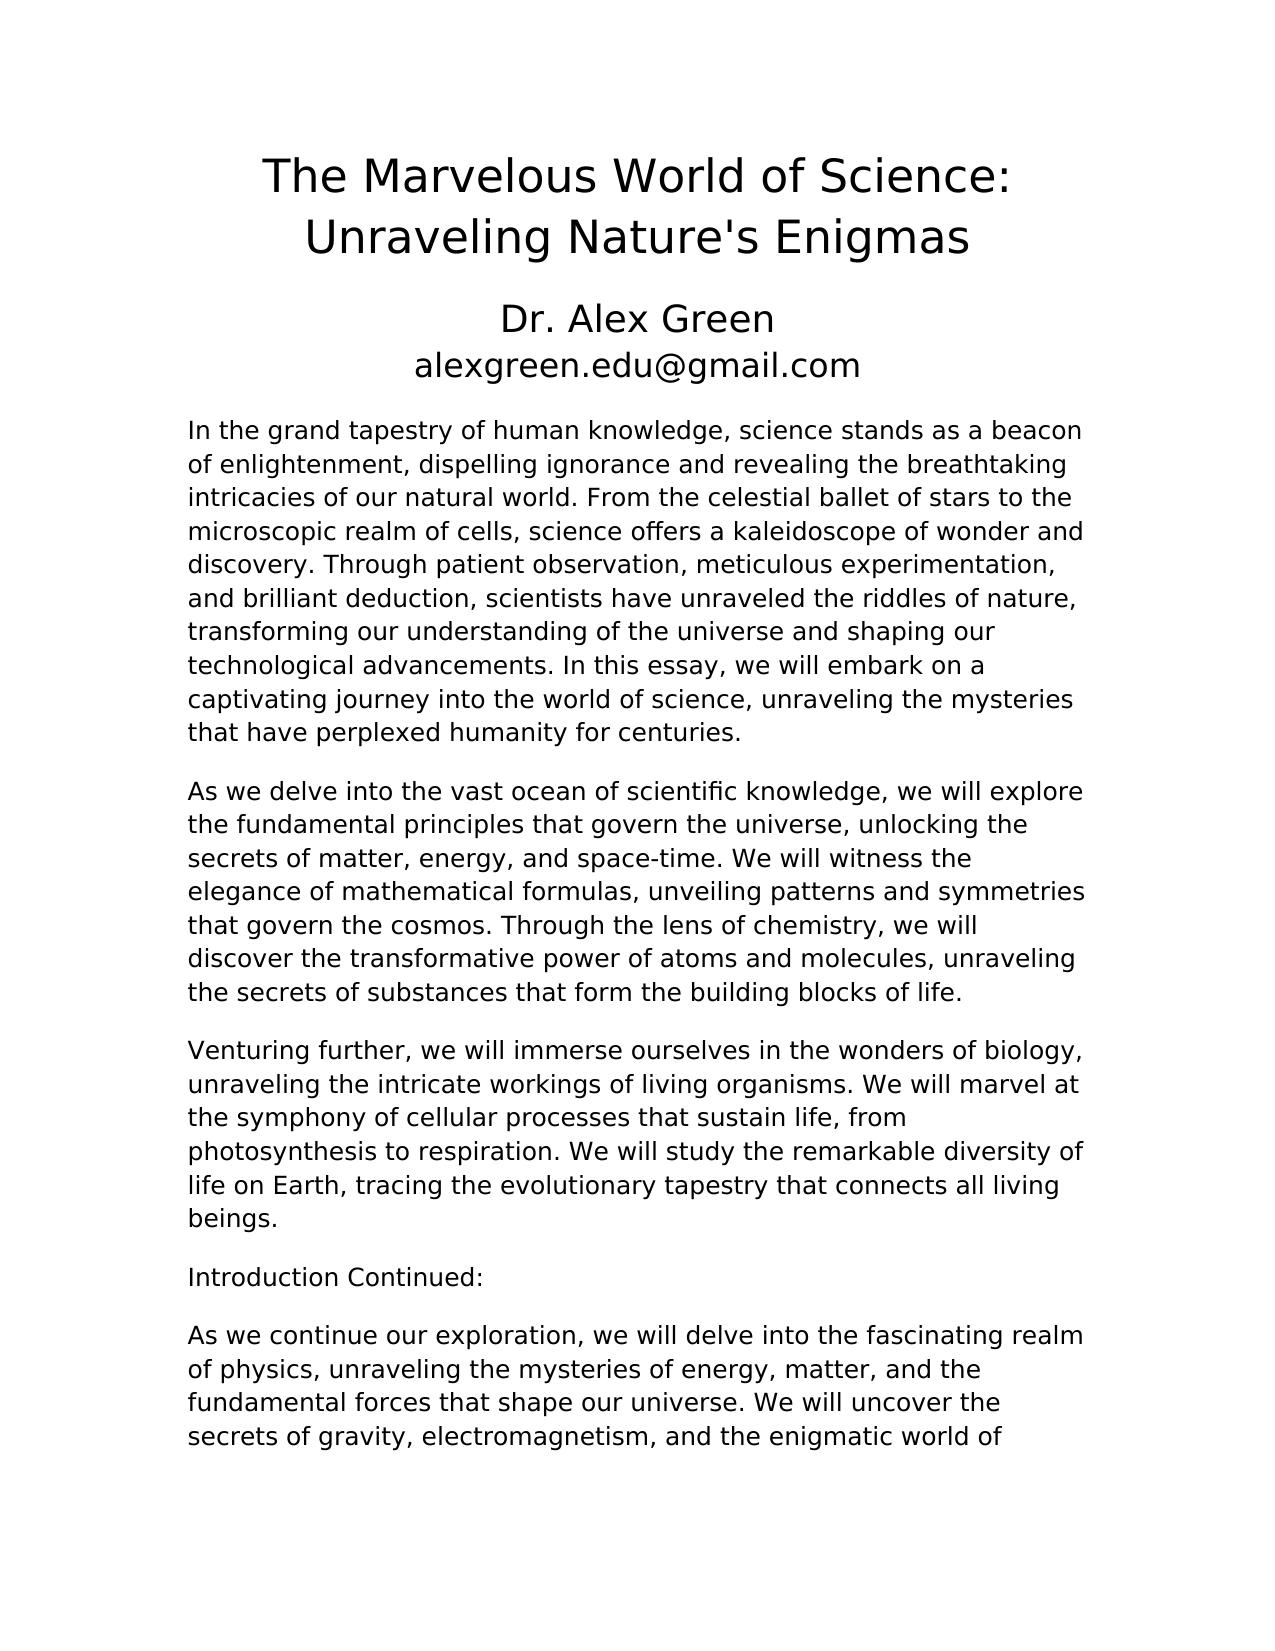 The Marvelous World of Science:
Unraveling Nature's Enigmas
Dr. Alex Green
alexgreen.edu@gmail.com
In the grand tapestry of human knowledge, science stands as a beacon
of enlightenment, dispelling ignorance and revealing the breathtaking
intricacies of our natural world. From the celestial ballet of stars to the
microscopic realm of cells, science offers a kaleidoscope of wonder and
discovery. Through patient observation, meticulous experimentation,
and brilliant deduction, scientists have unraveled the riddles of nature,
transforming our understanding of the universe and shaping our
technological advancements. In this essay, we will embark on a
captivating journey into the world of science, unraveling the mysteries
that have perplexed humanity for centuries.
As we delve into the vast ocean of scientific knowledge, we will explore
the fundamental principles that govern the universe, unlocking the
secrets of matter, energy, and space-time. We will witness the
elegance of mathematical formulas, unveiling patterns and symmetries
that govern the cosmos. Through the lens of chemistry, we will
discover the transformative power of atoms and molecules, unraveling
the secrets of substances that form the building blocks of life.
Venturing further, we will immerse ourselves in the wonders of biology,
unraveling the intricate workings of living organisms. We will marvel at
the symphony of cellular processes that sustain life, from
photosynthesis to respiration. We will study the remarkable diversity of
life on Earth, tracing the evolutionary tapestry that connects all living
beings.
Introduction Continued:
As we continue our exploration, we will delve into the fascinating realm
of physics, unraveling the mysteries of energy, matter, and the
fundamental forces that shape our universe. We will uncover the
secrets of gravity, electromagnetism, and the enigmatic world of